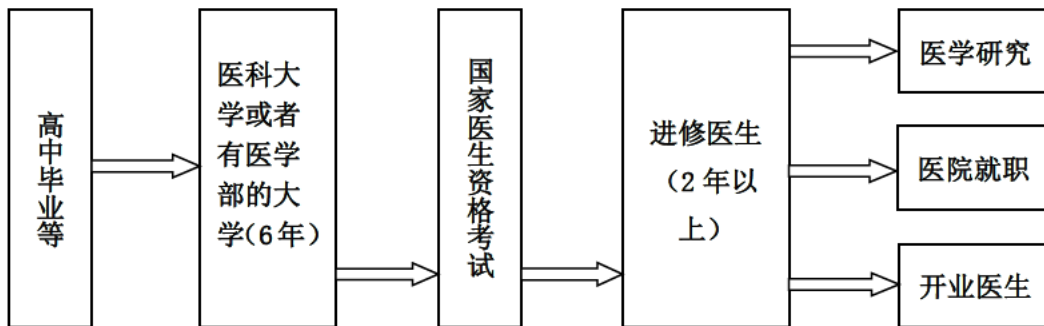 高中毕业等
医科大
学或者
有医学
部的大
学(6年)
国家医生资格考试
进修医生
(2年以
上)
医学研究
医院就职
开业医生